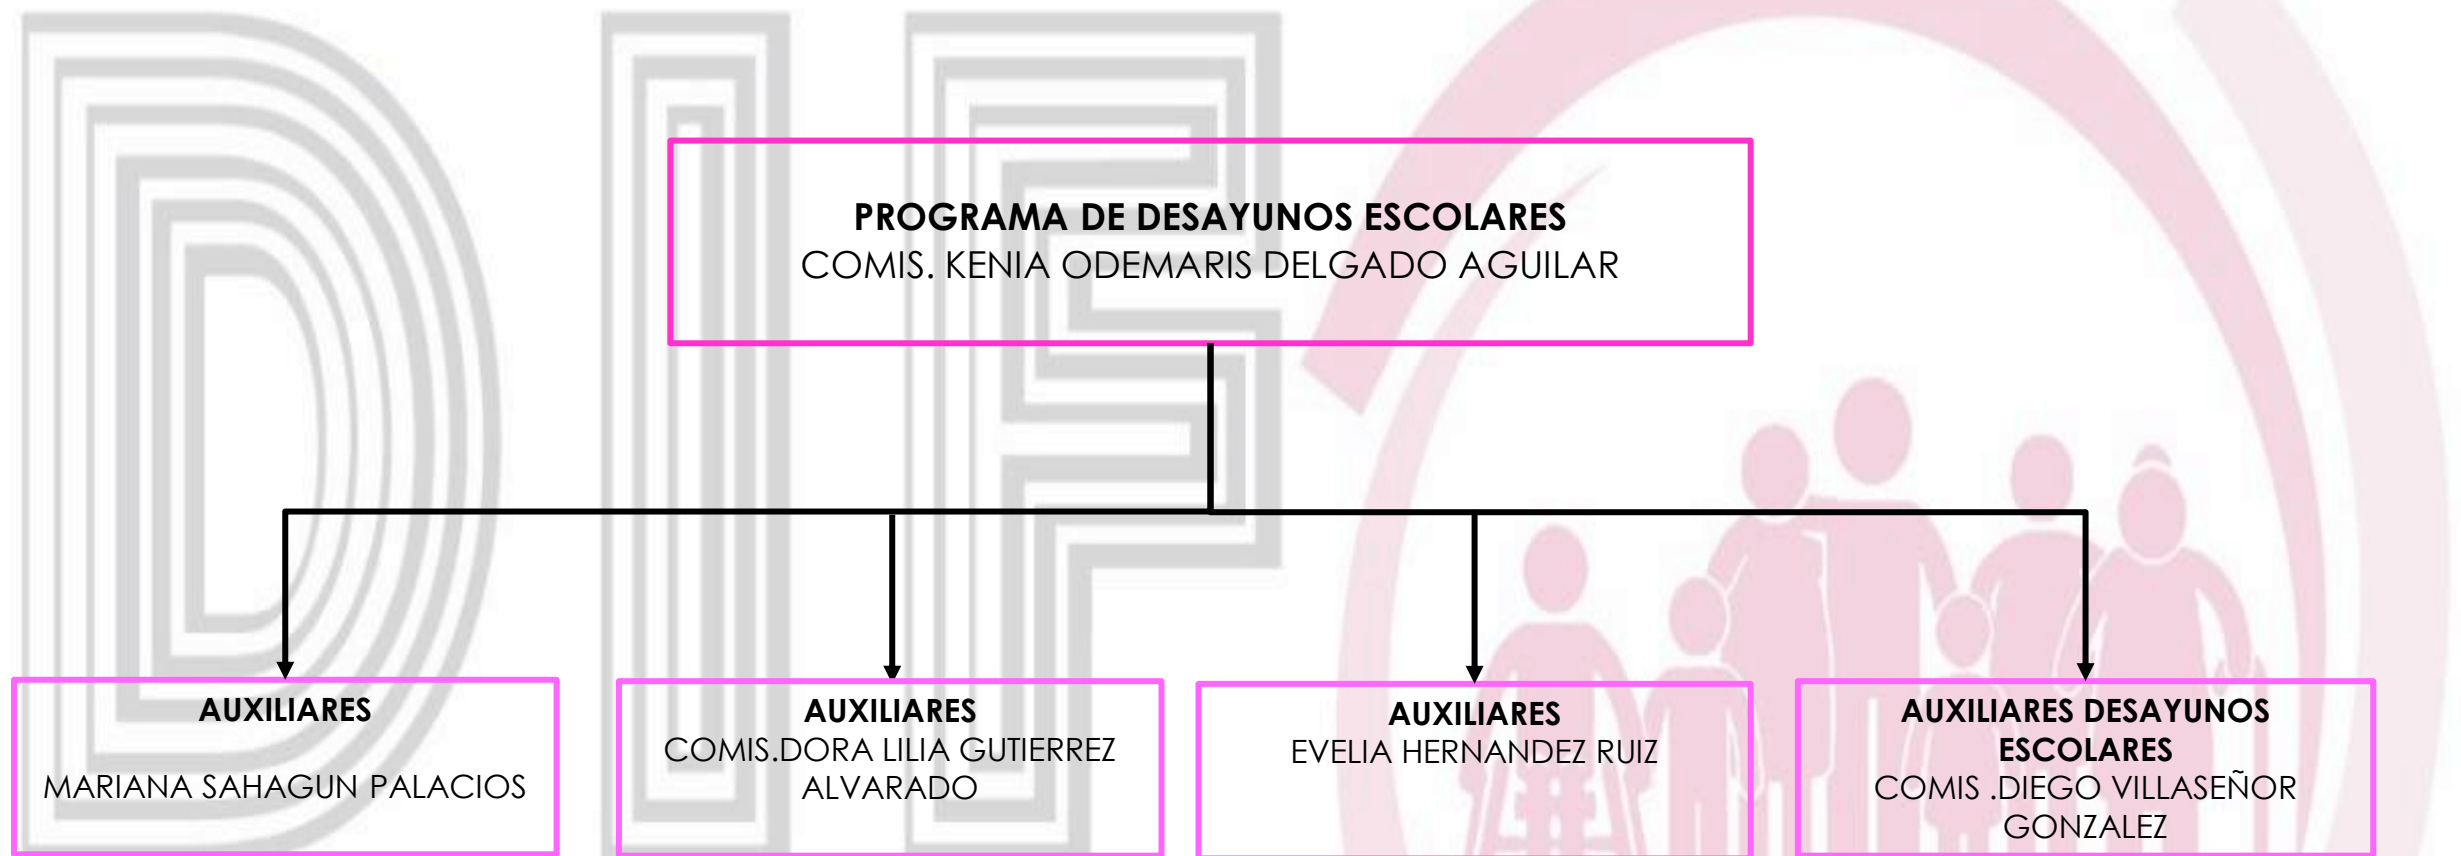 DIF
PROGRAMA DE DESAYUNOS ESCOLARES
COMIS. KENIA ODEMARIS DELGADO AGUILAR
AUXILIARES
MARIANA SAHAGUN PALACIOS
AUXILIARES
COMIS.DORA LILIA GUTIERREZ
ALVARADO
AUXILIARES
EVELIA HERNANDEZ RUIZ
AUXILIARES DESAYUNOS
ESCOLARES
COMIS .DIEGO VILLASEÑOR
GONZALEZ